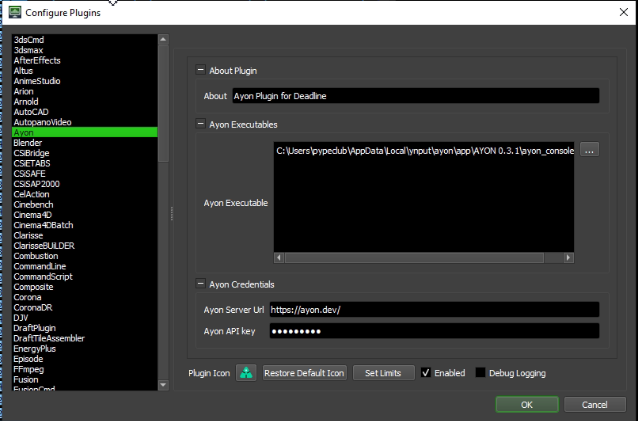 Configure Plugins
3dsCmd
3dsmax
AfterEffects
Altus
AnimeStudio
Arion
Arnold
AutoCAD
AutopanoVideo
Ayon
Blender
CSiBridge
CSiETABS
CSiSAFE
CSiSAP2000
CelAction
Cinebench
Cinema4D
Cinema4DBatch
Clarisse
ClarisseBUiLDER
Combustion
CommandLine
CommandScript
Composite
Corona
CoronaDR
DJV
DraftPlugin
DraftTileAssembler
EnergyPlus
Episode
FFmpeg
Fusion
FusionCmd
About Plugin
About Ayon Plugin for Deadline
Ayon Executables
Ayon Executable C:\Users\pypeclub\AppData\Local\ynput\ayon\app\AYON 0.3.1\ayon_console ...
Ayon Credentials
Ayon Server Url https://ayon.dev/
Ayon API key ●●●●●●●●●
Plugin Icon Restore Default Icon Set Limits Enabled Debug Logging
OK Cancel